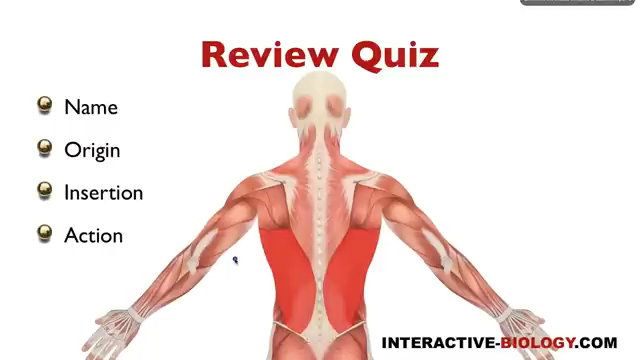 Review Quiz
Name
Origin
Insertion
Action
INTERACTIVE-BIOLOGY.COM